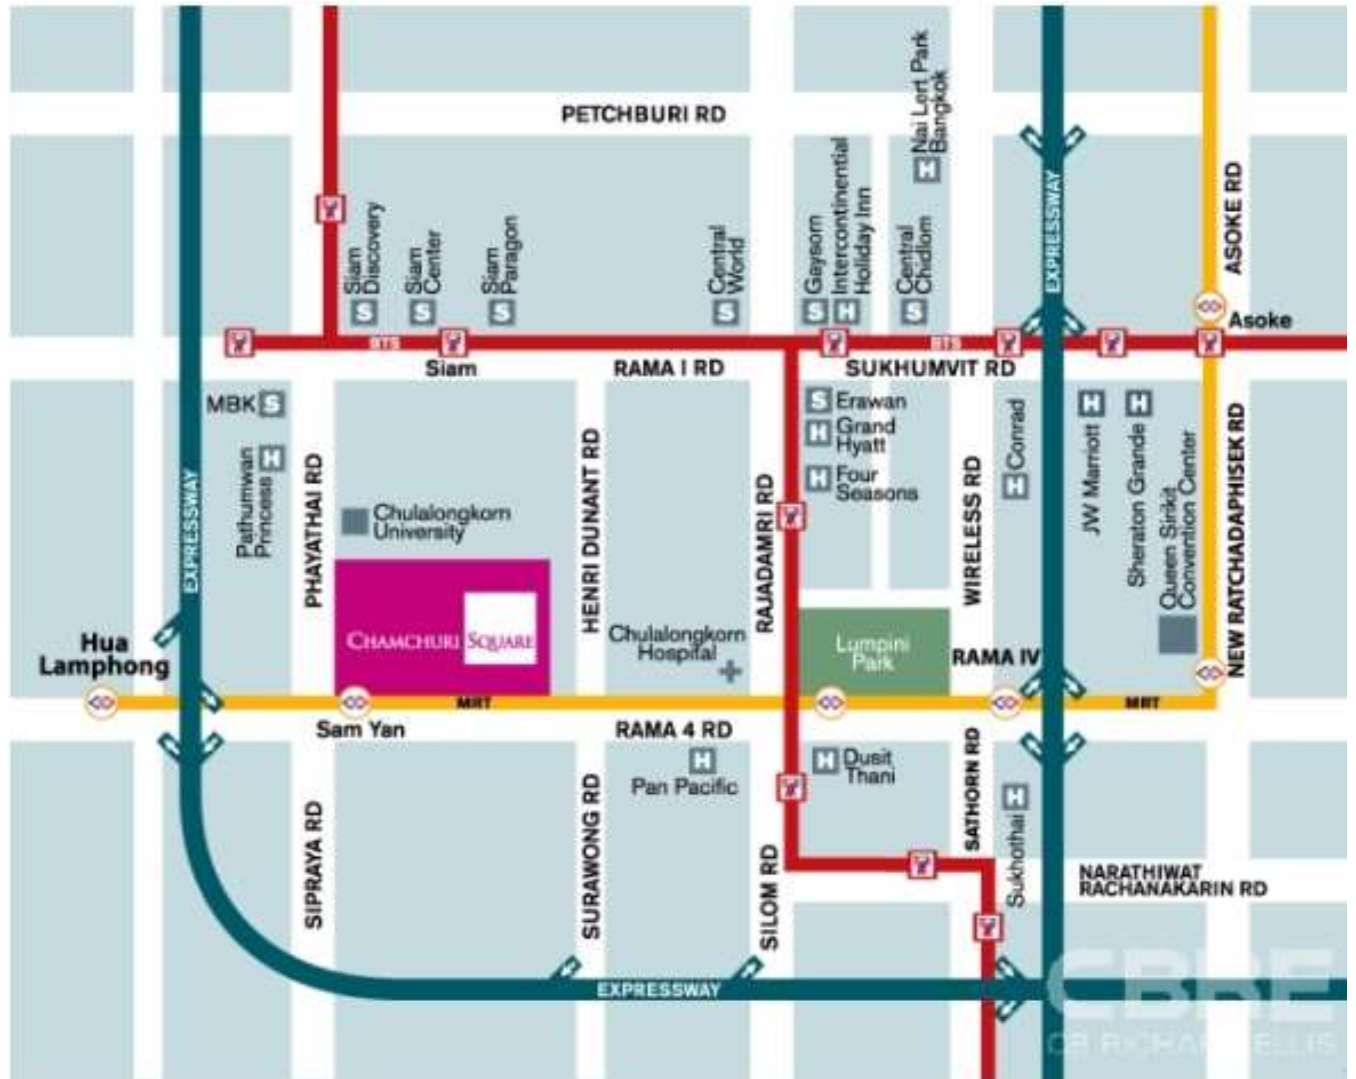 PETCHBURI RD
Nai Lert Park
Bangkok
EXPRESSWAY
ASOKE RD
Siam
Discovery
Siam
Center
Siam
Paragon
Central
World
Gaysorn
Intercontinental
Holiday Inn
Central
Chidlom
Asoke
BTS
BTS
Siam
RAMA I RD
SUKHUMVIT RD
MBK
Pathumwan
Princess
EXPRESSWAY
PHAYATHAI RD
Chulalongkorn
University
HENRI DUNANT RD
RAJADAMRI RD
Erawan
Grand
Hyatt
Four
Seasons
WIRELESS RD
Conrad
JW Marriott
Sheraton Grande
Queen Sirikit
Convention Center
NEW RATCHADAPHISEK RD
Hua
Lamphong
CHAMCHURI SQUARE
Chulalongkorn
Hospital
Lumpini
Park
RAMA IV
MRT
MRT
Sam Yan
RAMA 4 RD
Pan Pacific
Dusit
Thani
SATHORN RD
Sukhothai
SIPRAYA RD
SURAWONG RD
SILOM RD
NARATHIWAT
RACHANAKARIN RD
EXPRESSWAY
CBRE
CB RICHARD ELLIS